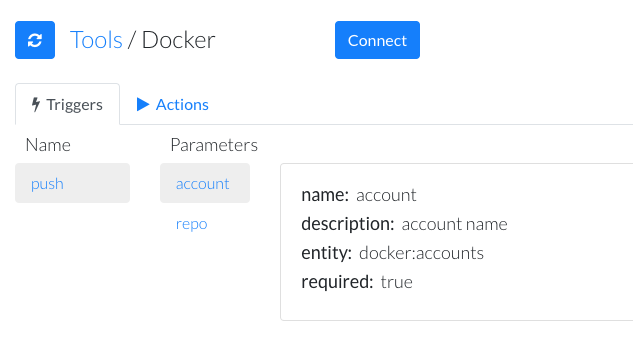 Tools / Docker
Connect
Triggers
Actions
Name
Parameters
push
account
repo
name: account
description: account name
entity: docker:accounts
required: true